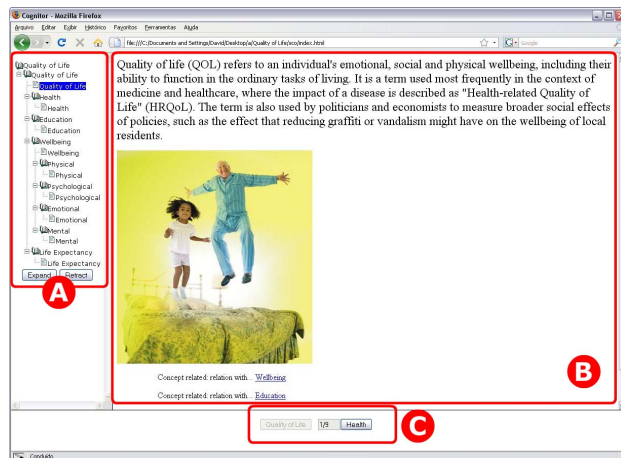 Cognitor - Mozilla Firefox
Arquivo Editar Exibir Histórico Favoritos Ferramentas Ajuda
file:///C:/Documents and Settings/David/Desktop/a/Quality of Life/sco/index.html
Google
Quality of Life
Quality of Life
Quality of Life
Health
Health
Education
Education
Wellbeing
Wellbeing
Physical
Physical
Psychological
Psychological
Emotional
Emotional
Mental
Mental
Life Expectancy
Life Expectancy
Expand Retract
A
Quality of life (QOL) refers to an individual's emotional, social and physical wellbeing, including their
ability to function in the ordinary tasks of living. It is a term used most frequently in the context of
medicine and healthcare, where the impact of a disease is described as "Health-related Quality of
Life" (HRQoL). The term is also used by politicians and economists to measure broader social effects
of policies, such as the effect that reducing graffiti or vandalism might have on the wellbeing of local
residents.
Concept related: relation with... Wellbeing
Concept related: relation with... Education
B
Quality of Life 1/9 Health
C
Concluído